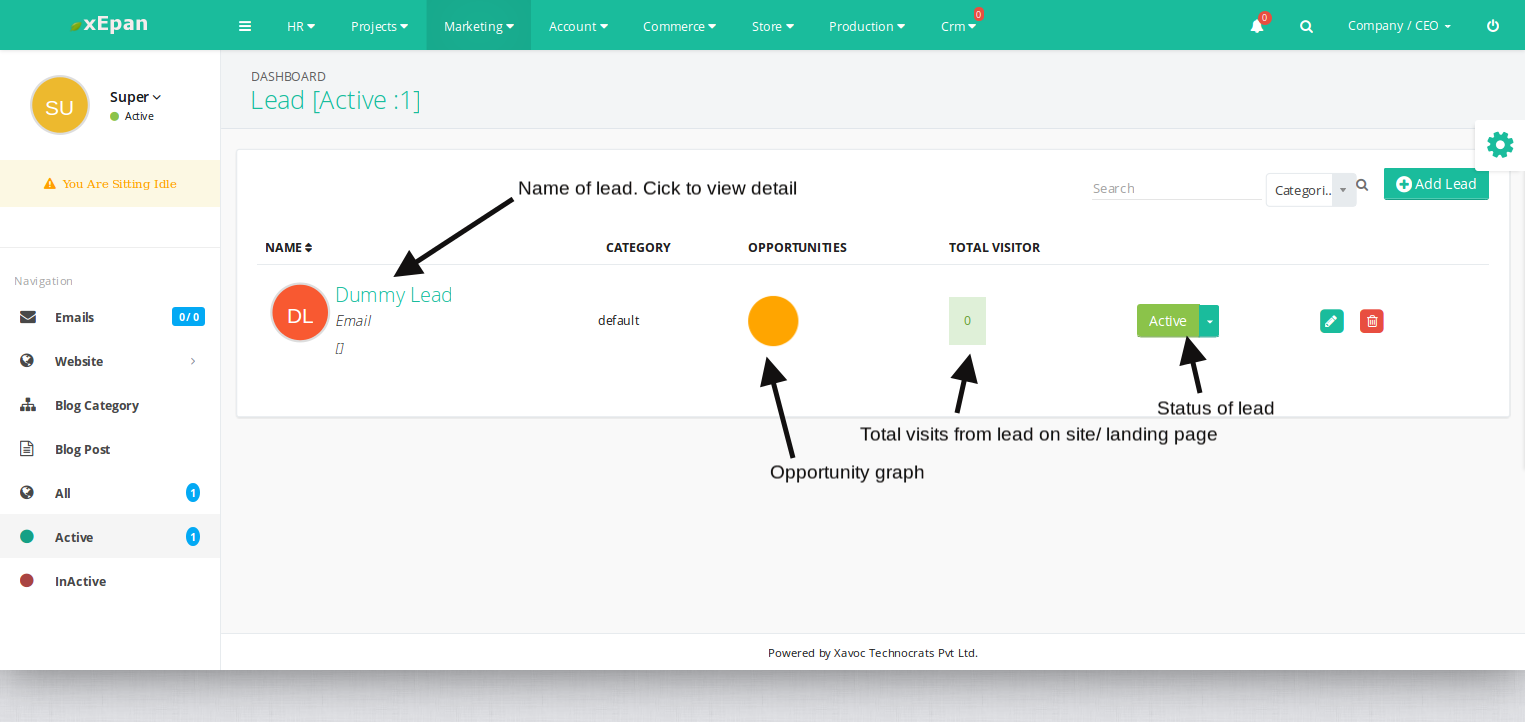 xEpan
HR
Projects
Marketing
Account
Commerce
Store
Production
Crm
0
0
Company / CEO
SU
Super
Active
You Are Sitting Idle
Navigation
Emails
0/ 0
Website
Blog Category
Blog Post
All
1
Active
1
InActive
DASHBOARD
Lead [Active :1]
Name of lead. Cick to view detail
Search
Categori...
Add Lead
NAME
CATEGORY
OPPORTUNITIES
TOTAL VISITOR
DL
Dummy Lead
Email
[]
default
0
Active
Status of lead
Total visits from lead on site/ landing page
Opportunity graph
Powered by Xavoc Technocrats Pvt Ltd.